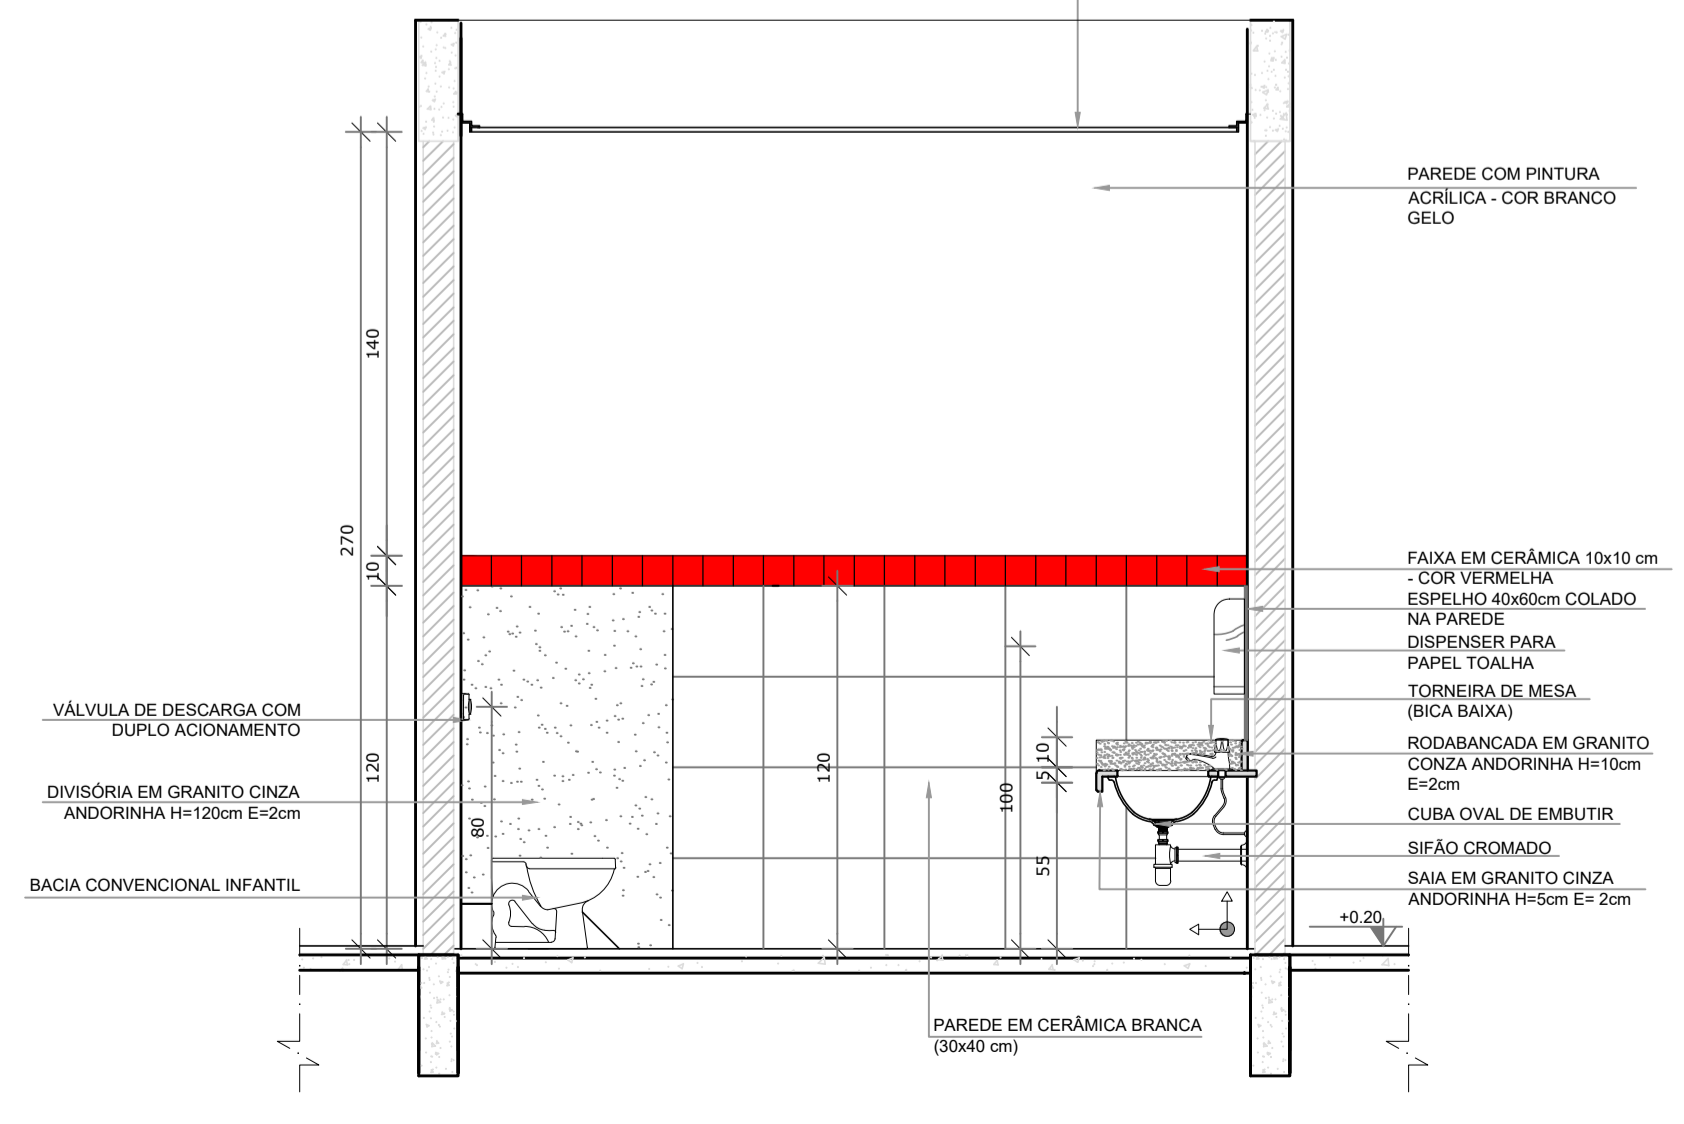 PAREDE COM PINTURA
ACRÍLICA - COR BRANCO
GELO
140
270
10
FAIXA EM CERÂMICA 10x10 cm
- COR VERMELHA
ESPELHO 40x60cm COLADO
NA PAREDE
DISPENSER PARA
PAPEL TOALHA
TORNEIRA DE MESA
(BICA BAIXA)
VÁLVULA DE DESCARGA COM
DUPLO ACIONAMENTO
RODABANCADA EM GRANITO
CONZA ANDORINHA H=10cm
E=2cm
120
120
10
5
100
80
DIVISÓRIA EM GRANITO CINZA
ANDORINHA H=120cm E=2cm
CUBA OVAL DE EMBUTIR
SIFÃO CROMADO
55
BACIA CONVENCIONAL INFANTIL
SAIA EM GRANITO CINZA
ANDORINHA H=5cm E= 2cm
+0.20
PAREDE EM CERÂMICA BRANCA
(30x40 cm)